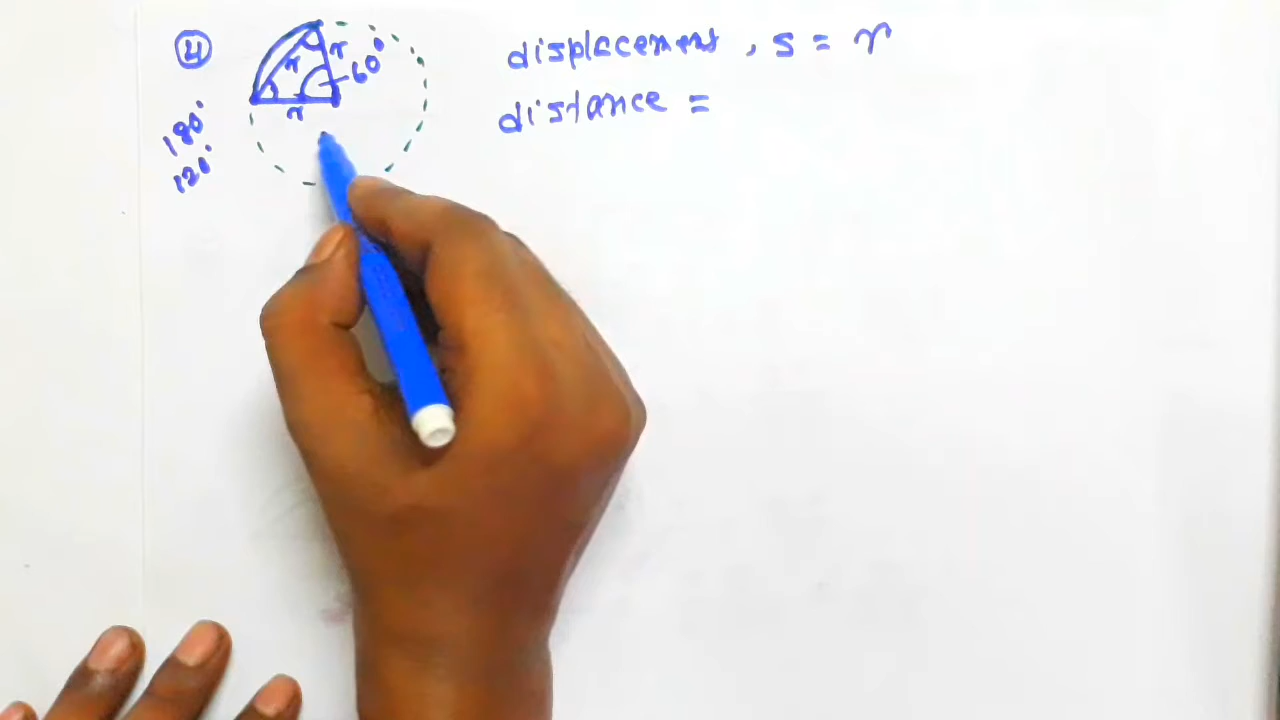 4
r
r
r
60°
180°
120°
displacement, s = r
distance =